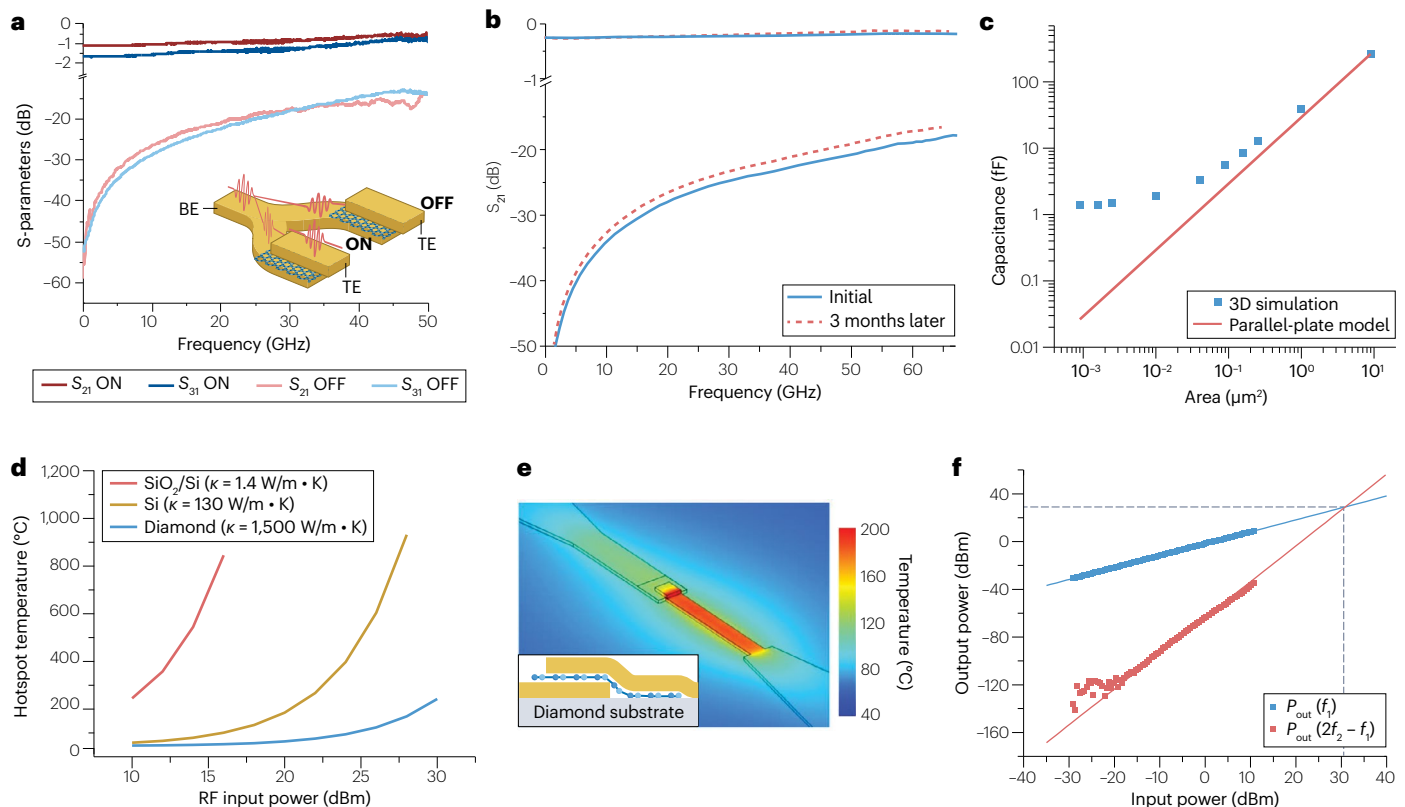 a
0
−1
−2
−20
−30
−40
−50
−60
S-parameters (dB)
BE
OFF
TE
ON
TE
0
10
20
30
40
50
Frequency (GHz)
S21 ON
S31 ON
S21 OFF
S31 OFF
b
0
−1
−20
−30
−40
−50
S21 (dB)
Initial
3 months later
0
10
20
30
40
50
60
Frequency (GHz)
c
100
10
1
0.1
0.01
Capacitance (fF)
3D simulation
Parallel-plate model
10−3
10−2
10−1
100
101
Area (μm2)
d
1,200
1,000
800
600
400
200
0
Hotspot temperature (°C)
SiO2/Si (κ = 1.4 W/m • K)
Si (κ = 130 W/m • K)
Diamond (κ = 1,500 W/m • K)
10
15
20
25
30
RF input power (dBm)
e
Diamond substrate
200
160
120
80
40
Temperature (°C)
f
40
0
−40
−80
−120
−160
Output power (dBm)
Pout (f1)
Pout (2f2 − f1)
−40
−30
−20
−10
0
10
20
30
40
Input power (dBm)